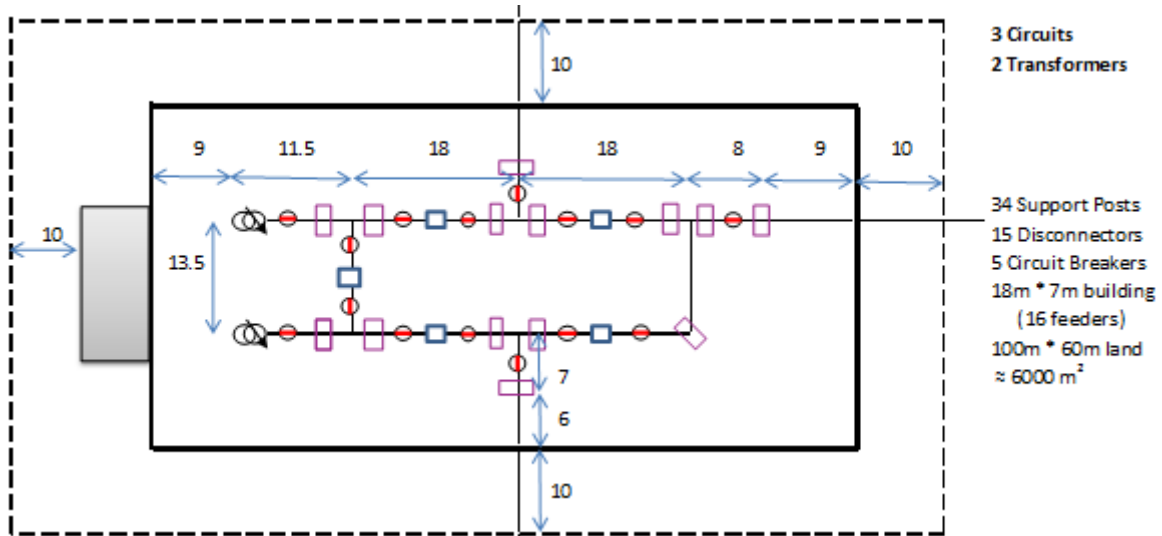 3 Circuits
2 Transformers
10
9 11.5 18 18 8 9 10
34 Support Posts
15 Disconnectors
5 Circuit Breakers
18m * 7m building
(16 feeders)
100m * 60m land
≈ 6000 m²
10
13.5
7
6
10